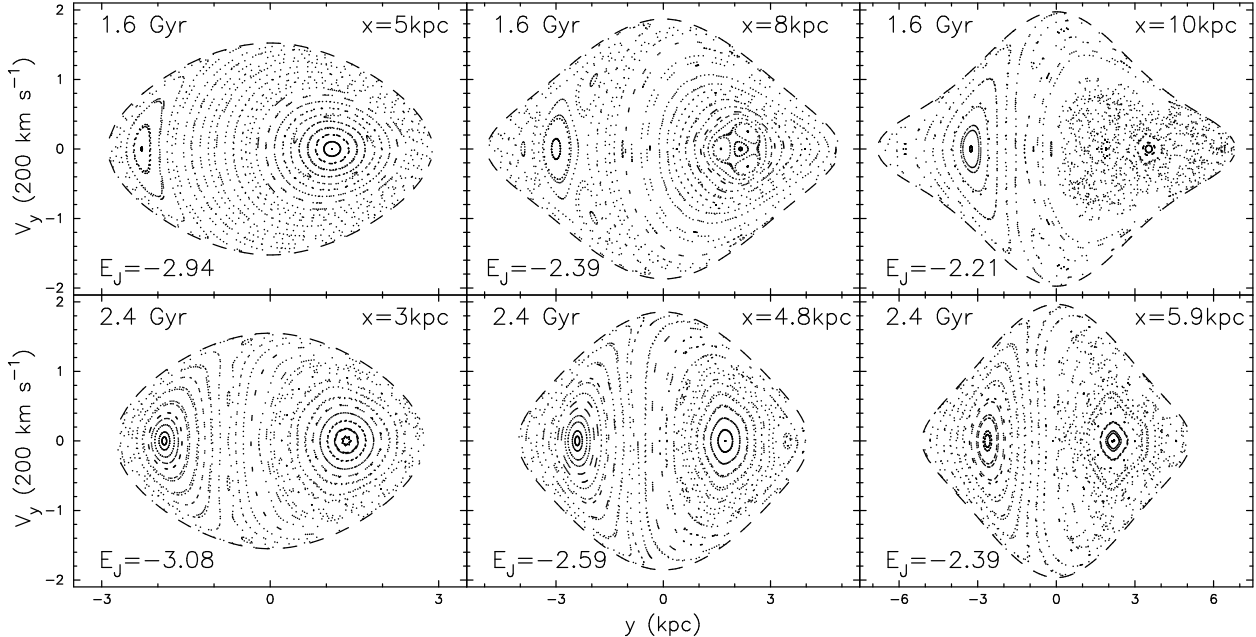 1.6 Gyr x=5kpc
1.6 Gyr x=8kpc
1.6 Gyr x=10kpc
2
1
0
−1
−2
V_y (200 km s⁻¹)
E_J=−2.94
E_J=−2.39
E_J=−2.21
2.4 Gyr x=3kpc
2.4 Gyr x=4.8kpc
2.4 Gyr x=5.9kpc
2
1
0
−1
−2
V_y (200 km s⁻¹)
E_J=−3.08
E_J=−2.59
E_J=−2.39
−3 0 3
−3 0 3
−6 −3 0 3 6
y (kpc)